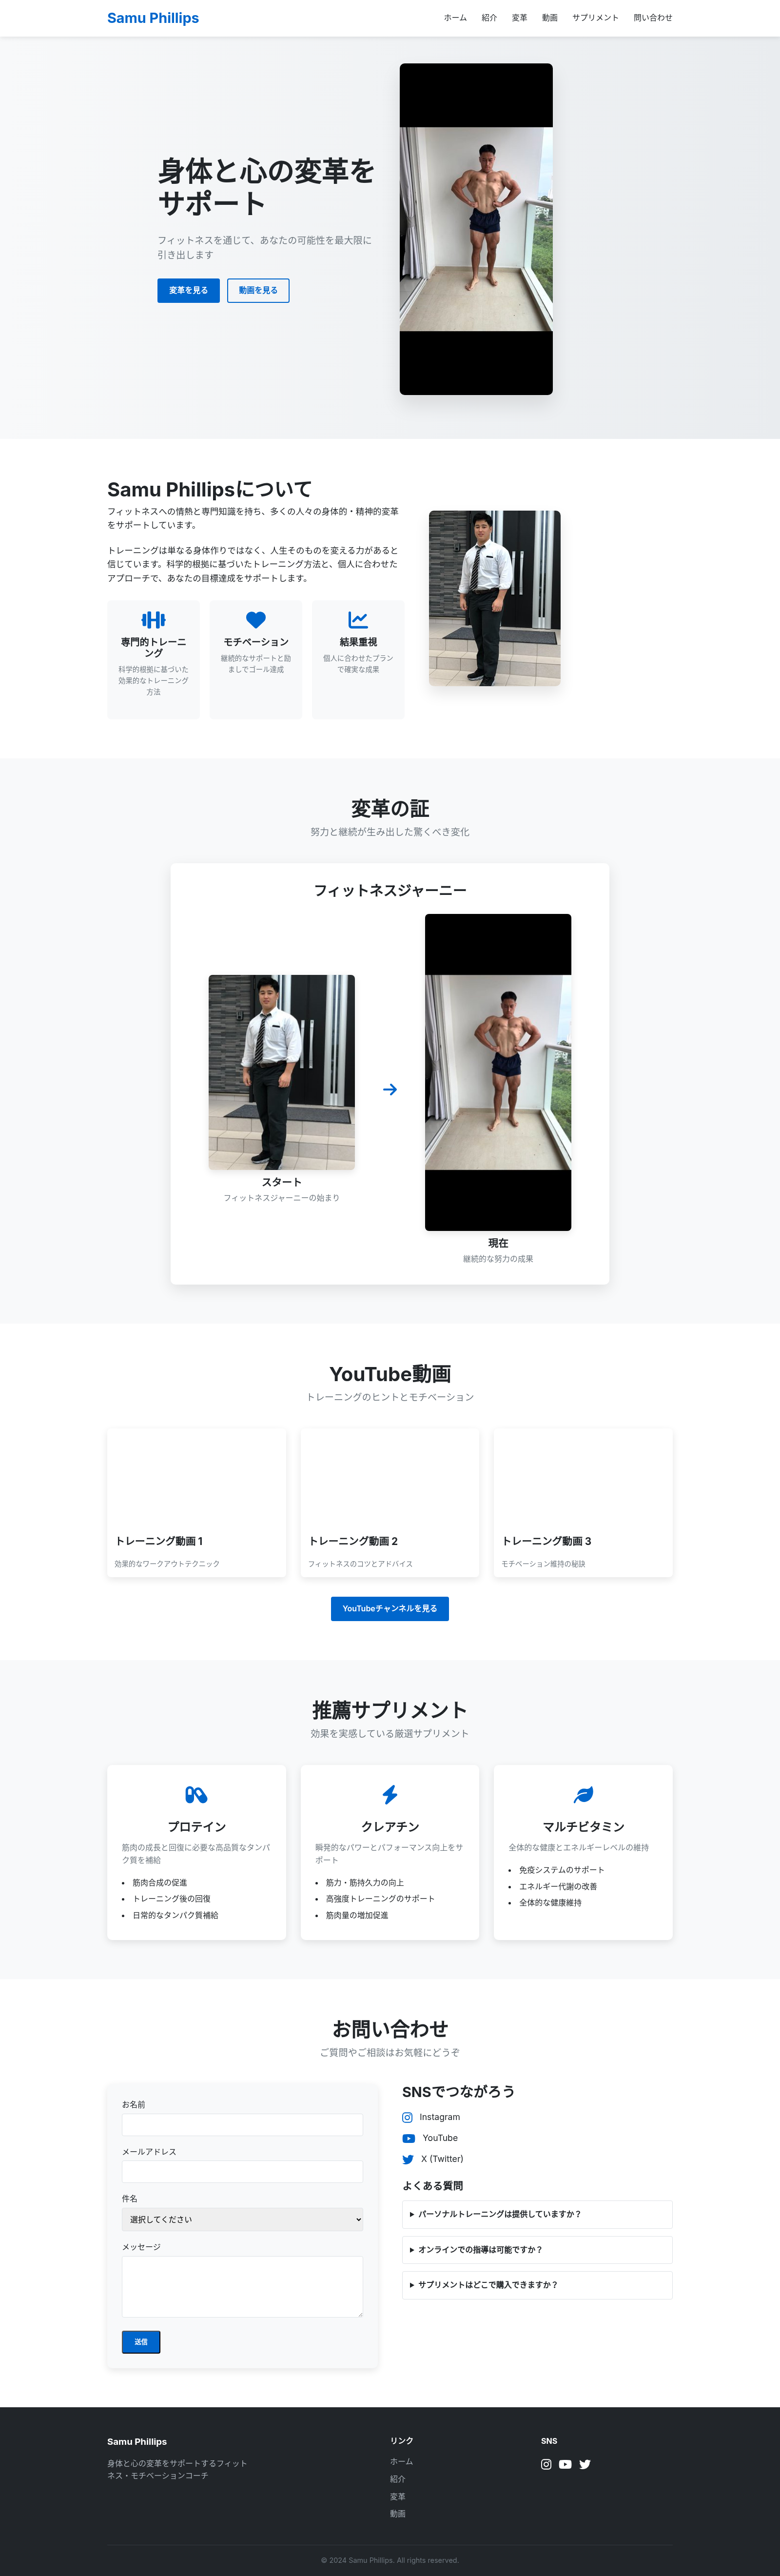 Samu Phillips
ホーム 紹介 変革 動画 サプリメント 問い合わせ
身体と心の変革を
サポート
フィットネスを通じて、あなたの可能性を最大限に
引き出します
変革を見る 動画を見る
Samu Phillipsについて
フィットネスへの情熱と専門知識を持ち、多くの人々の身体的・精神的変革
をサポートしています。
トレーニングは単なる身体作りではなく、人生そのものを変える力があると
信じています。科学的根拠に基づいたトレーニング方法と、個人に合わせた
アプローチで、あなたの目標達成をサポートします。
専門的トレーニ
ング
科学的根拠に基づいた
効果的なトレーニング
方法
モチベーション
継続的なサポートと励
ましでゴール達成
結果重視
個人に合わせたプラン
で確実な成果
変革の証
努力と継続が生み出した驚くべき変化
フィットネスジャーニー
スタート
フィットネスジャーニーの始まり
現在
継続的な努力の成果
YouTube動画
トレーニングのヒントとモチベーション
トレーニング動画 1
効果的なワークアウトテクニック
トレーニング動画 2
フィットネスのコツとアドバイス
トレーニング動画 3
モチベーション維持の秘訣
YouTubeチャンネルを見る
推薦サプリメント
効果を実感している厳選サプリメント
プロテイン
筋肉の成長と回復に必要な高品質なタンパ
ク質を補給
• 筋肉合成の促進
• トレーニング後の回復
• 日常的なタンパク質補給
クレアチン
瞬発的なパワーとパフォーマンス向上をサ
ポート
• 筋力・筋持久力の向上
• 高強度トレーニングのサポート
• 筋肉量の増加促進
マルチビタミン
全体的な健康とエネルギーレベルの維持
• 免疫システムのサポート
• エネルギー代謝の改善
• 全体的な健康維持
お問い合わせ
ご質問やご相談はお気軽にどうぞ
お名前
メールアドレス
件名
選択してください
メッセージ
送信
SNSでつながろう
Instagram
YouTube
X (Twitter)
よくある質問
▶ パーソナルトレーニングは提供していますか？
▶ オンラインでの指導は可能ですか？
▶ サプリメントはどこで購入できますか？
Samu Phillips
身体と心の変革をサポートするフィット
ネス・モチベーションコーチ
リンク
ホーム
紹介
変革
動画
SNS
© 2024 Samu Phillips. All rights reserved.